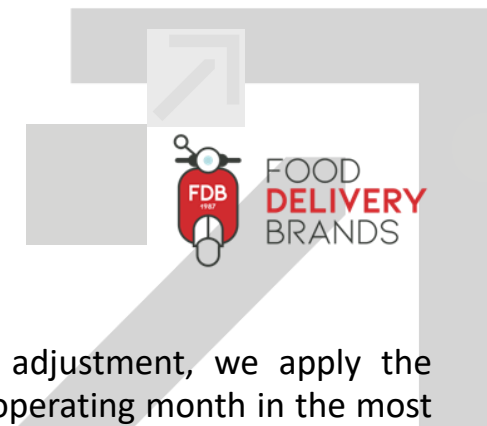 FDB
1987
FOOD
DELIVERY
BRANDS
adjustment, we apply the
operating month in the most